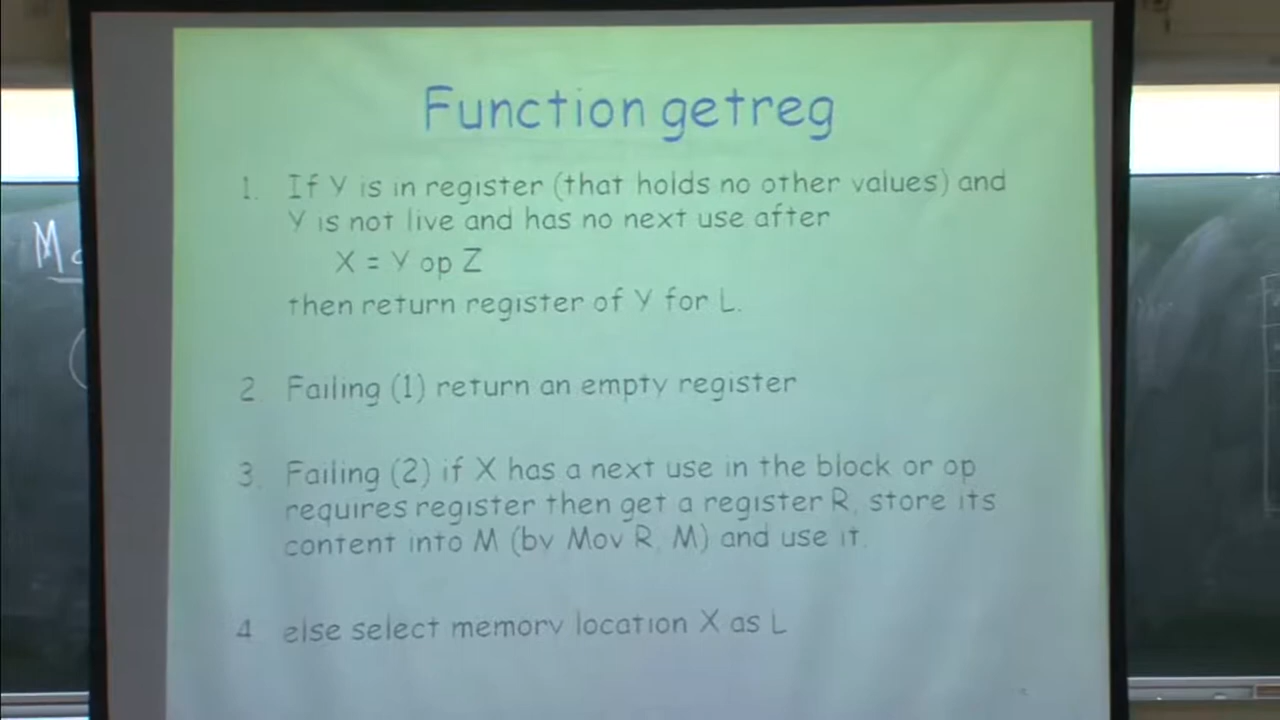 Function getreg
1. If Y is in register (that holds no other values) and
Y is not live and has no next use after
X = Y op Z
then return register of Y for L.
2. Failing (1) return an empty register
3. Failing (2) if X has a next use in the block or op
requires register then get a register R, store its
content into M (by Mov R, M) and use it.
4. else select memory location X as L